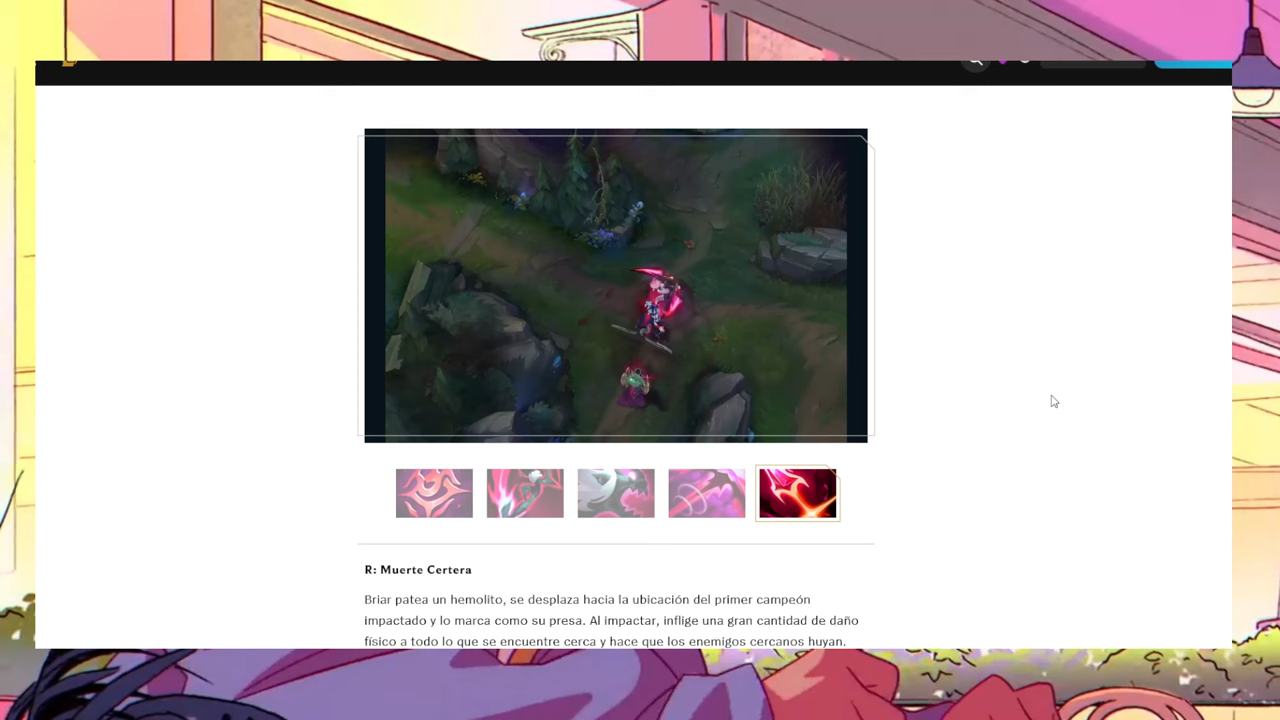 R: Muerte Certera
Briar patea un hemolito, se desplaza hacia la ubicación del primer campeón
impactado y lo marca como su presa. Al impactar, inflige una gran cantidad de daño
físico a todo lo que se encuentre cerca y hace que los enemigos cercanos huyan.